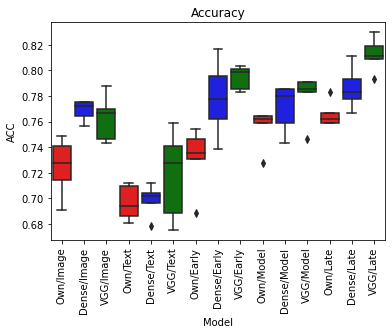 Accuracy
ACC
0.82
0.80
0.78
0.76
0.74
0.72
0.70
0.68
Own/Image
Dense/Image
VGG/Image
Own/Text
Dense/Text
VGG/Text
Own/Early
Dense/Early
VGG/Early
Own/Model
Dense/Model
VGG/Model
Own/Late
Dense/Late
VGG/Late
Model